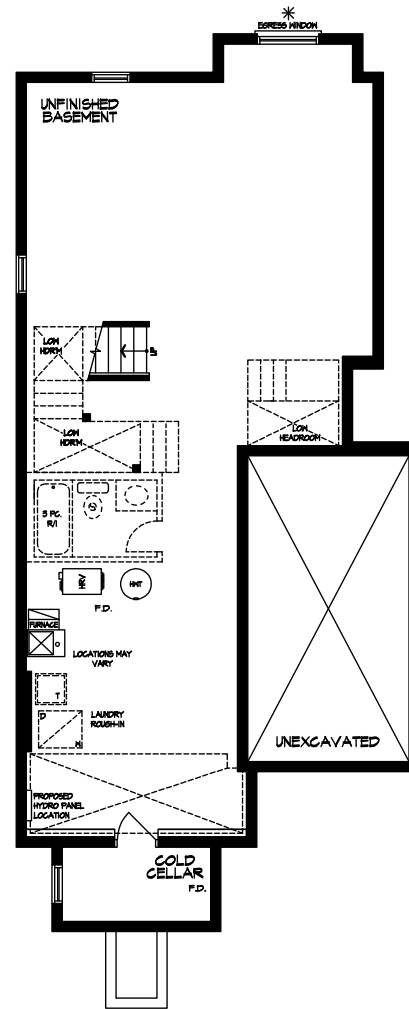 EGRESS WINDOW
UNFINISHED
BASEMENT
LOW
HDRM
UP
LOW
HDRM
LOW
HEADROOM
3 PC.
R/I
HRV
HWT
F.D.
FURNACE
LOCATIONS MAY
VARY
T
D
LAUNDRY
ROUGH-IN
W
UNEXCAVATED
PROPOSED
HYDRO PANEL
LOCATION
COLD
CELLAR
F.D.